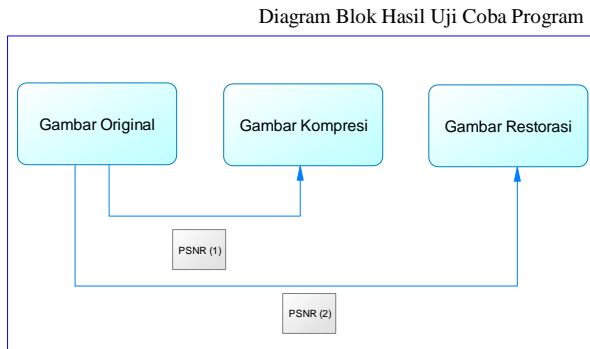 Diagram Blok Hasil Uji Coba Program
Gambar Original
Gambar Kompresi
Gambar Restorasi
PSNR (1)
PSNR (2)